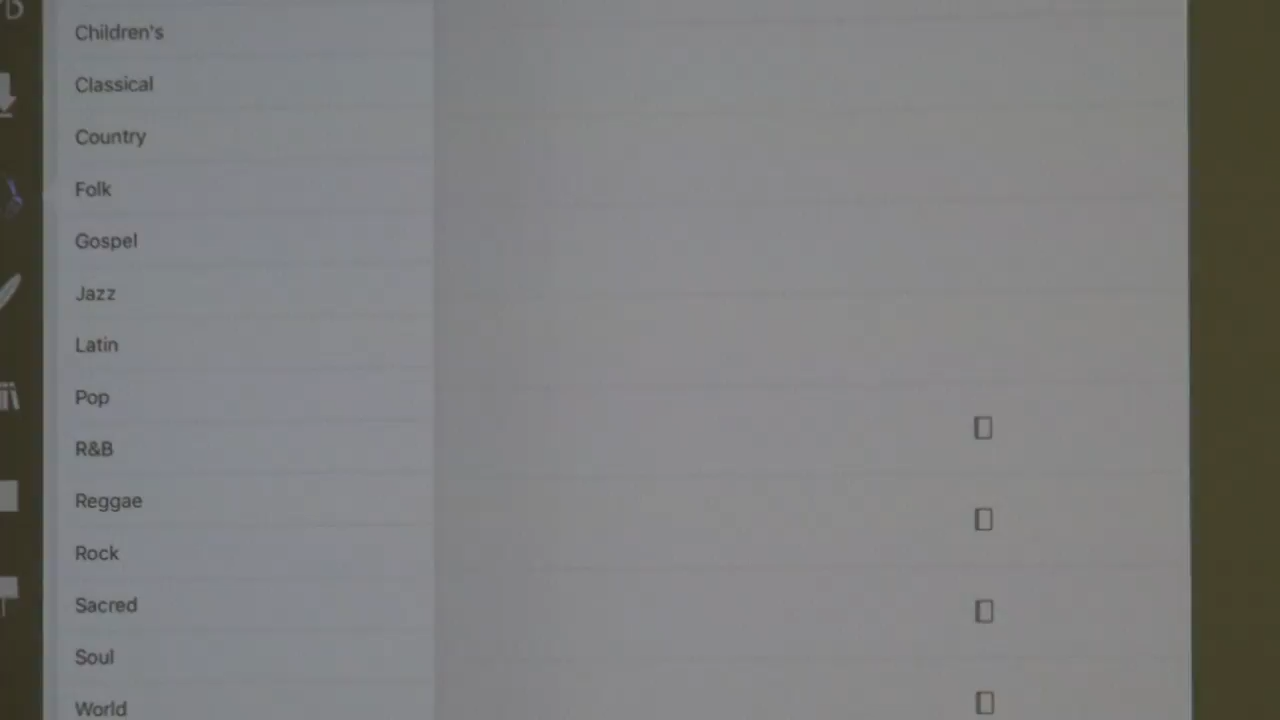 Children's
Classical
Country
Folk
Gospel
Jazz
Latin
Pop
R&B
Reggae
Rock
Sacred
Soul
World